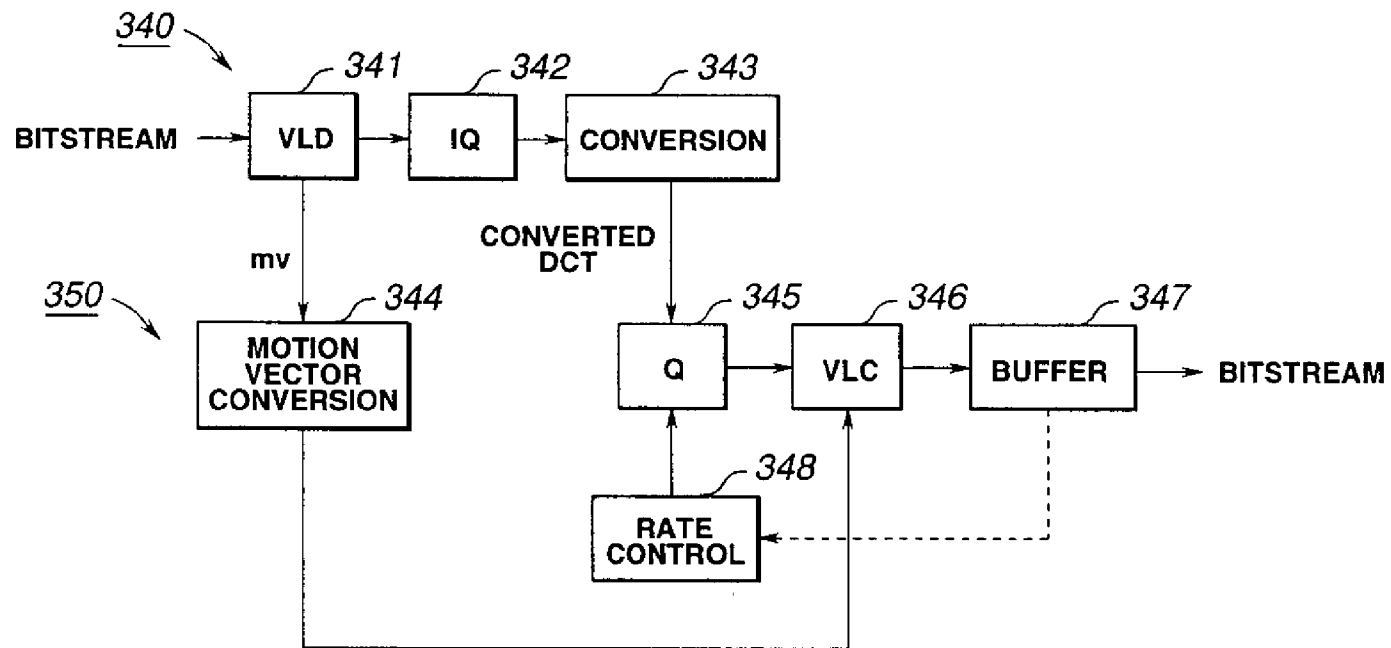 340
341
342
343
BITSTREAM
VLD
IQ
CONVERSION
mv
CONVERTED
DCT
350
344
345
346
347
MOTION
VECTOR
CONVERSION
Q
VLC
BUFFER
BITSTREAM
348
RATE
CONTROL